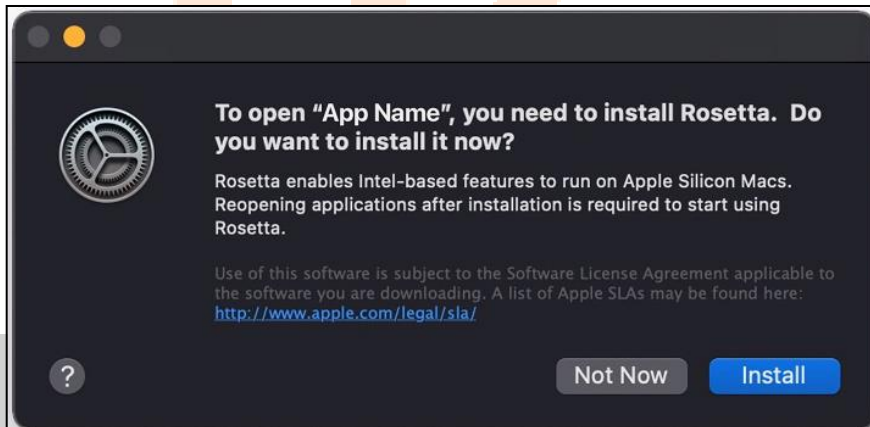 To open “App Name”, you need to install Rosetta. Do
you want to install it now?
Rosetta enables Intel-based features to run on Apple Silicon Macs.
Reopening applications after installation is required to start using
Rosetta.
Use of this software is subject to the Software License Agreement applicable to
the software you are downloading. A list of Apple SLAs may be found here:
http://www.apple.com/legal/sla/
?
Not Now
Install